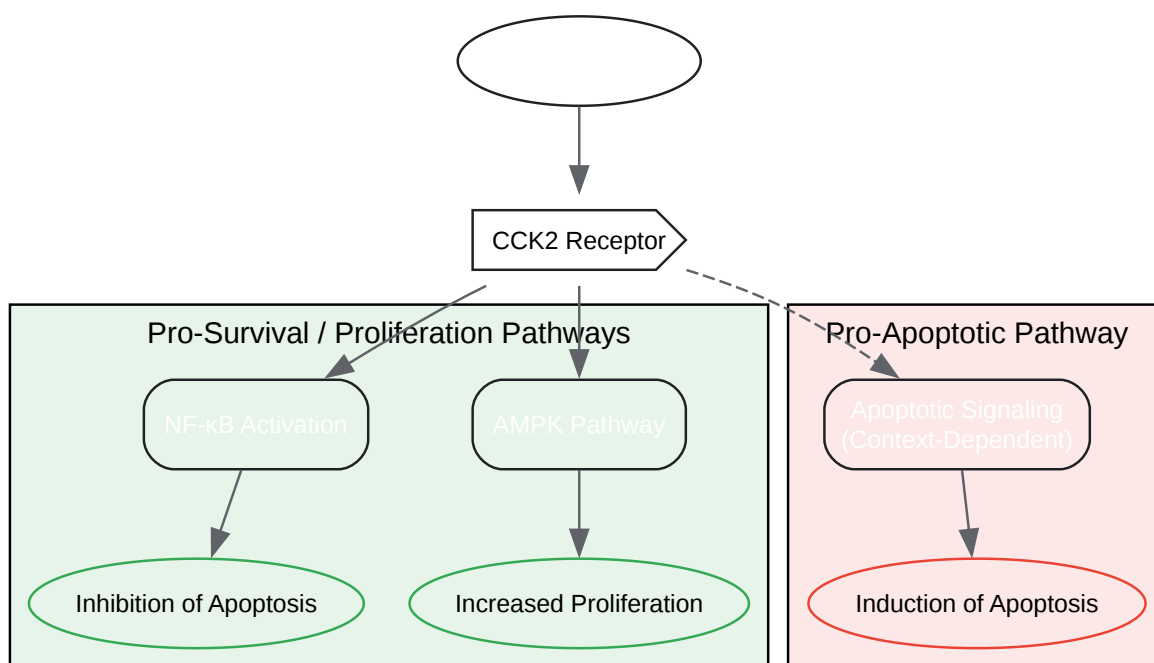 CCK2 Receptor
Pro-Survival / Proliferation Pathways
Pro-Apoptotic Pathway
NF-κB Activation
AMPK Pathway
Apoptotic Signaling
(Context-Dependent)
Inhibition of Apoptosis
Increased Proliferation
Induction of Apoptosis